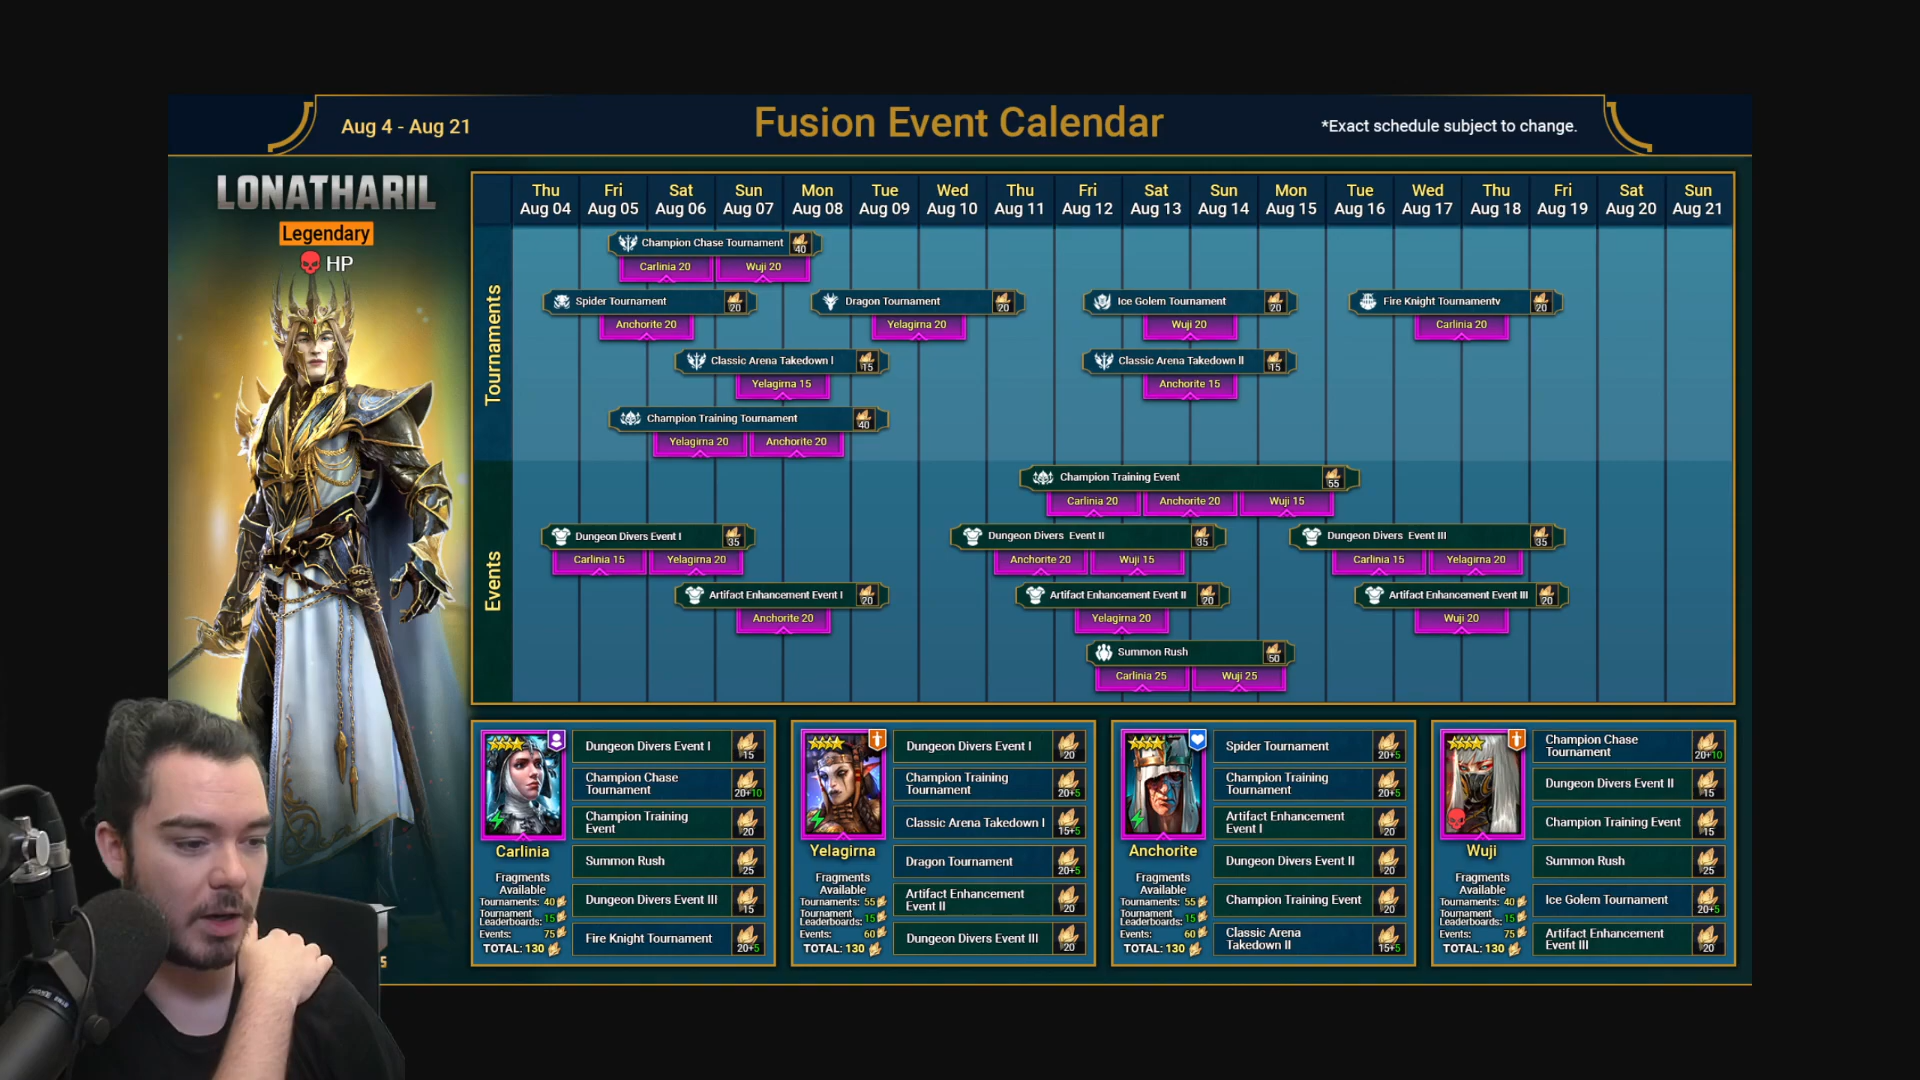 Aug 4 - Aug 21
Fusion Event Calendar
*Exact schedule subject to change.
LONATHARIL
Legendary
HP
Thu Fri Sat Sun Mon Tue Wed Thu Fri Sat Sun Mon Tue Wed Thu Fri Sat Sun
Aug 04 Aug 05 Aug 06 Aug 07 Aug 08 Aug 09 Aug 10 Aug 11 Aug 12 Aug 13 Aug 14 Aug 15 Aug 16 Aug 17 Aug 18 Aug 19 Aug 20 Aug 21
Tournaments
Champion Chase Tournament 40
Carlinia 20 Wuji 20
Spider Tournament 20 Dragon Tournament 20 Ice Golem Tournament 20 Fire Knight Tournamentv 20
Anchorite 20 Yelagirna 20 Wuji 20 Carlinia 20
Classic Arena Takedown I 15 Classic Arena Takedown II 15
Yelagirna 15 Anchorite 15
Champion Training Tournament 40
Yelagirna 20 Anchorite 20
Events
Champion Training Event 55
Carlinia 20 Anchorite 20 Wuji 15
Dungeon Divers Event I 35 Dungeon Divers Event II 35 Dungeon Divers Event III 35
Carlinia 15 Yelagirna 20 Anchorite 20 Wuji 15 Carlinia 15 Yelagirna 20
Artifact Enhancement Event I 20 Artifact Enhancement Event II 20 Artifact Enhancement Event III 20
Anchorite 20 Yelagirna 20 Wuji 20
Summon Rush 50
Carlinia 25 Wuji 25
Carlinia
Fragments
Available
Tournaments: 40
Tournament
Leaderboards: 15
Events: 75
TOTAL: 130
Dungeon Divers Event I 15
Champion Chase
Tournament 20+10
Champion Training
Event 20
Summon Rush 25
Dungeon Divers Event III 15
Fire Knight Tournament 20+5
Yelagirna
Fragments
Available
Tournaments: 55
Tournament
Leaderboards: 15
Events: 60
TOTAL: 130
Dungeon Divers Event I 20
Champion Training
Tournament 20+5
Classic Arena Takedown I 15+5
Dragon Tournament 20+5
Artifact Enhancement
Event II 20
Dungeon Divers Event III 20
Anchorite
Fragments
Available
Tournaments: 55
Tournament
Leaderboards: 15
Events: 60
TOTAL: 130
Spider Tournament 20+5
Champion Training
Tournament 20+5
Artifact Enhancement
Event I 20
Dungeon Divers Event II 20
Champion Training Event 20
Classic Arena
Takedown II 15+5
Wuji
Fragments
Available
Tournaments: 40
Tournament
Leaderboards: 15
Events: 75
TOTAL: 130
Champion Chase
Tournament 20+10
Dungeon Divers Event II 15
Champion Training Event 15
Summon Rush 25
Ice Golem Tournament 20+5
Artifact Enhancement
Event III 20